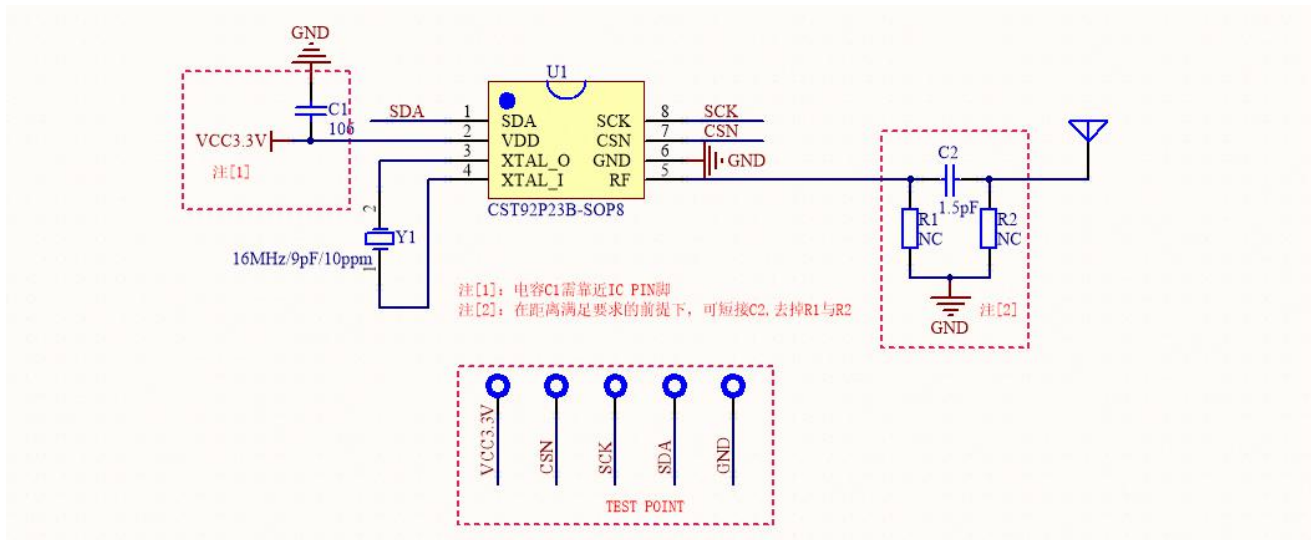 GND
U1
C1
106
SDA
1
SDA
SCK
8
SCK
VCC3.3V
2
VDD
CSN
7
CSN
3
XTAL_O
GND
6
GND
注[1]
4
XTAL_I
RF
5
C2
1.5pF
CST92P23B-SOP8
R1
NC
R2
NC
2
Y1
16MHz/9pF/10ppm
1
注[1]：电容C1需靠近IC PIN脚
注[2]：在距离满足要求的前提下，可短接C2,去掉R1与R2
注[2]
GND
VCC3.3V
CSN
SCK
SDA
GND
TEST POINT